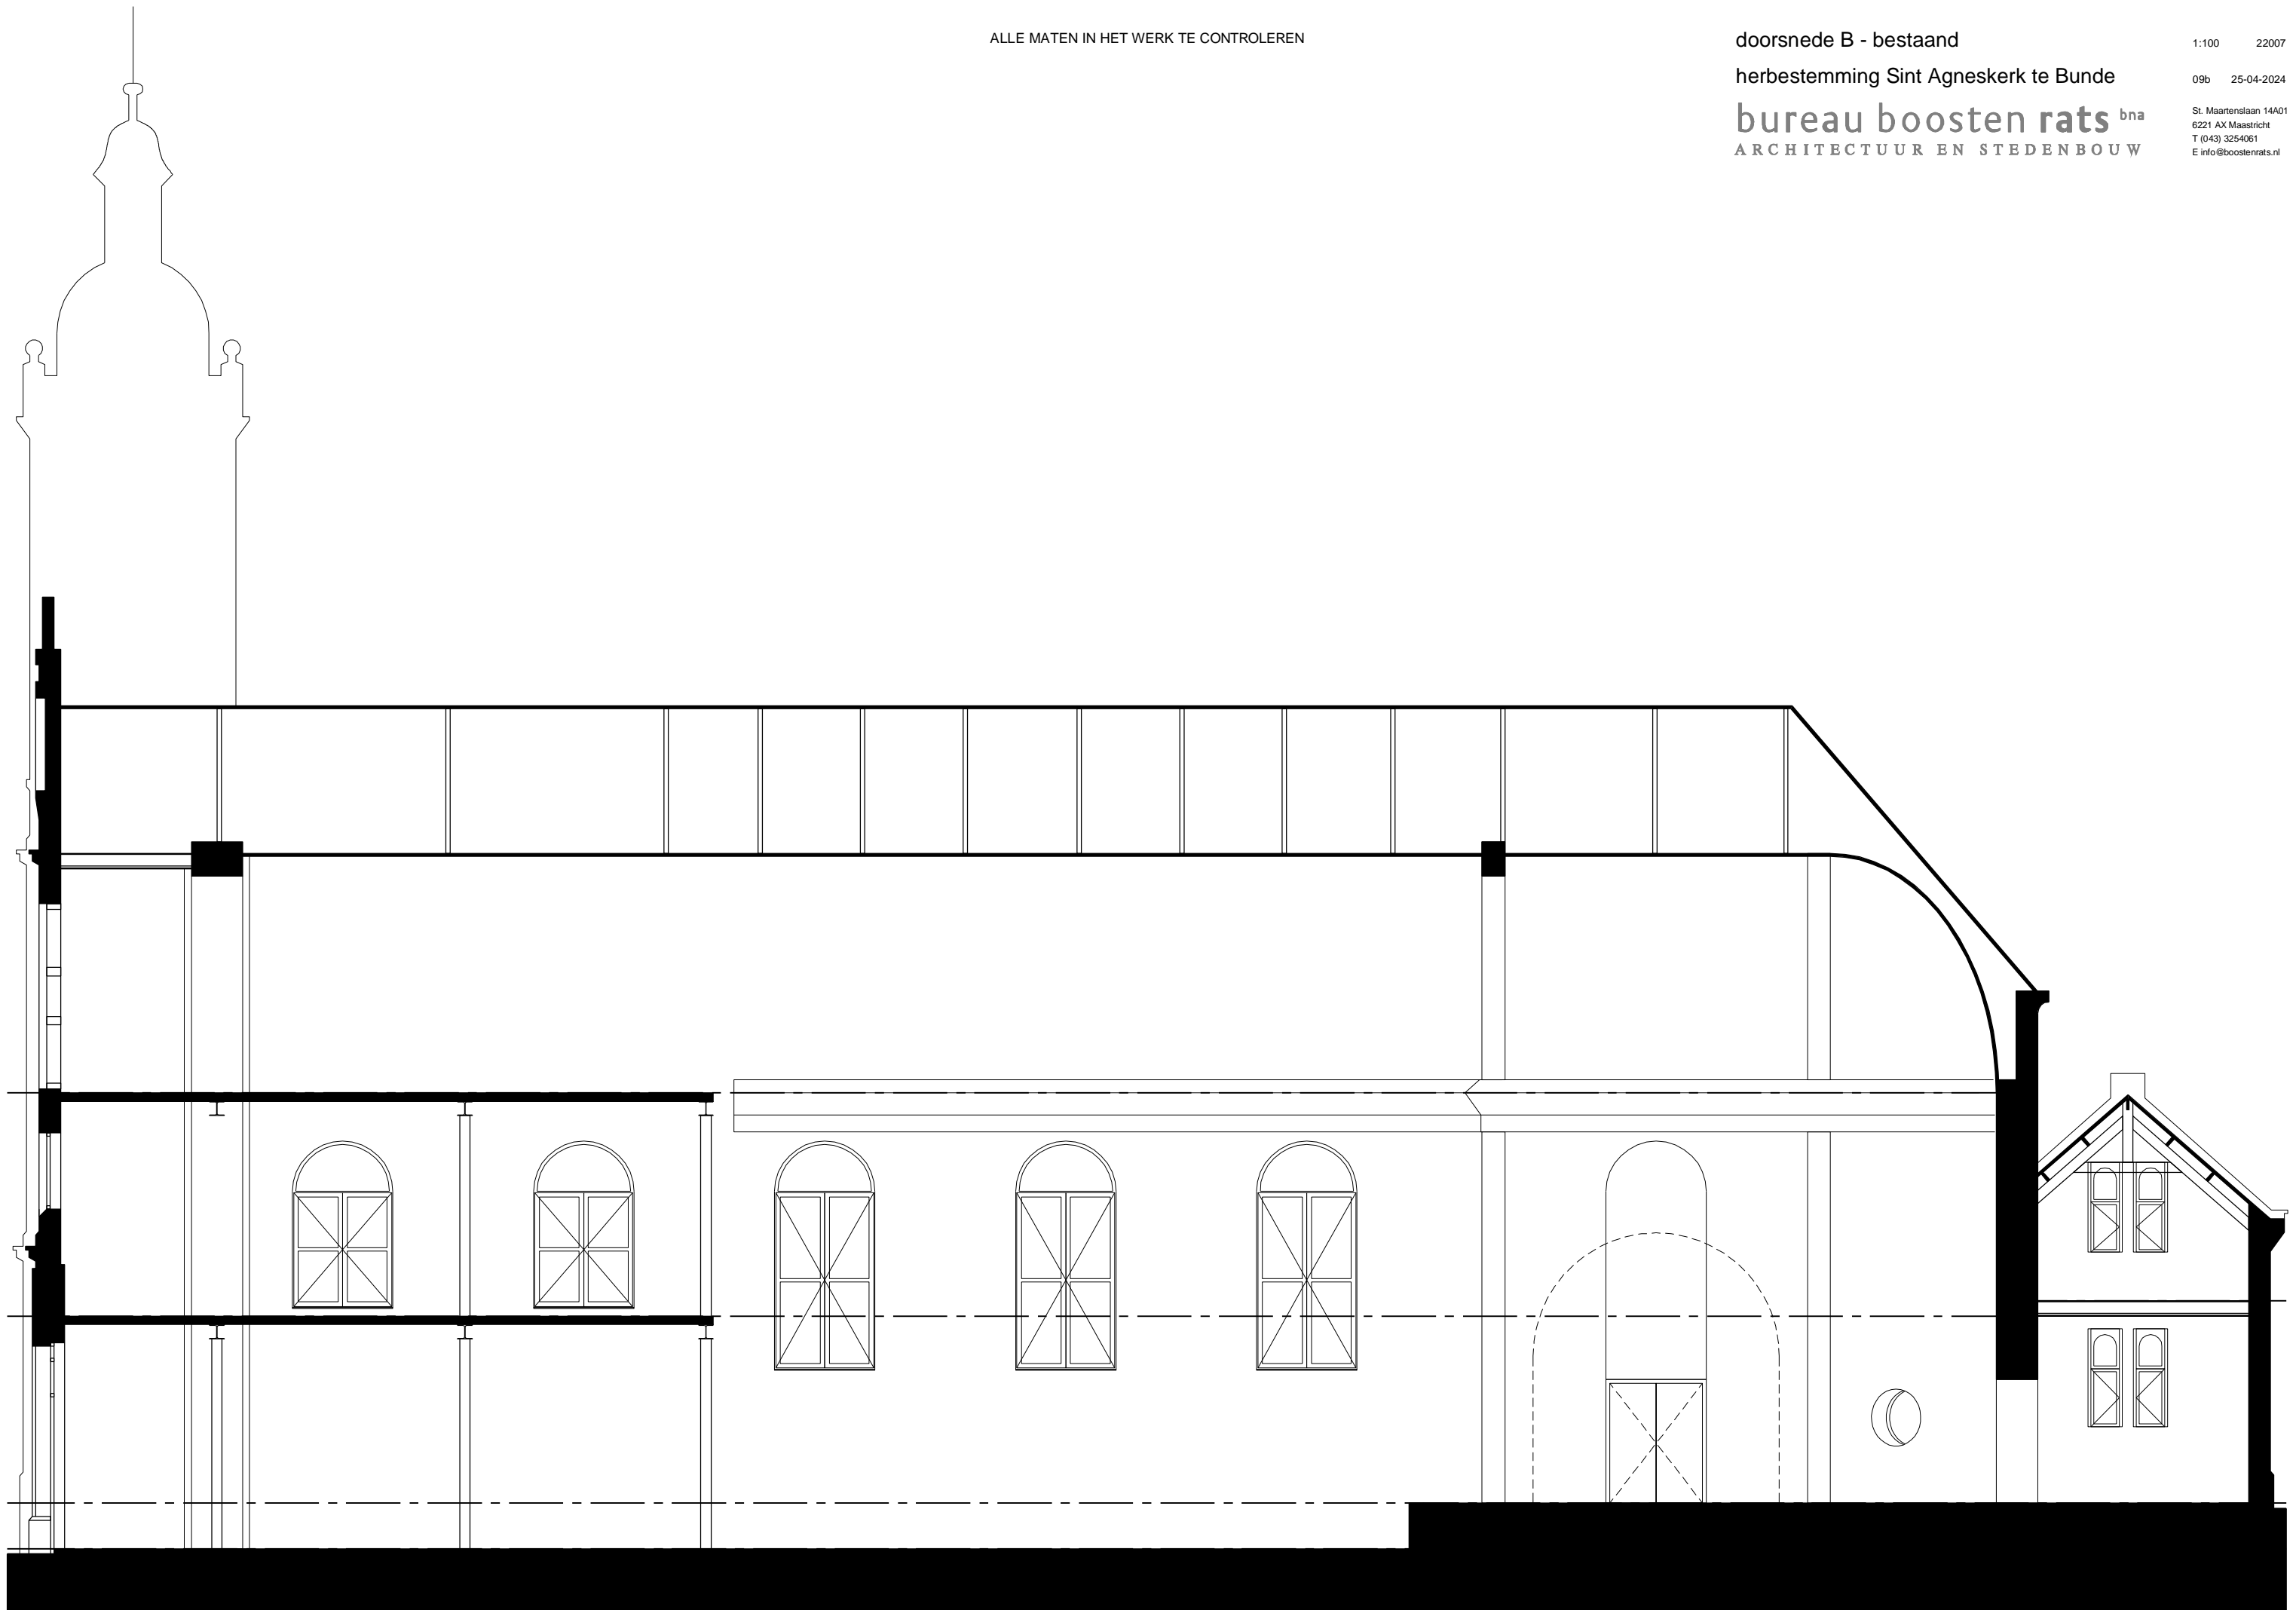 ALLE MATEN IN HET WERK TE CONTROLEREN
doorsnede B - bestaand
1:100 22007
herbestemming Sint Agneskerk te Bunde
09b 25-04-2024
bureau boosten rats bna
ARCHITECTUUR EN STEDENBOUW
St. Maartenslaan 14A01
6221 AX Maastricht
T (043) 3254061
E info@boostenrats.nl